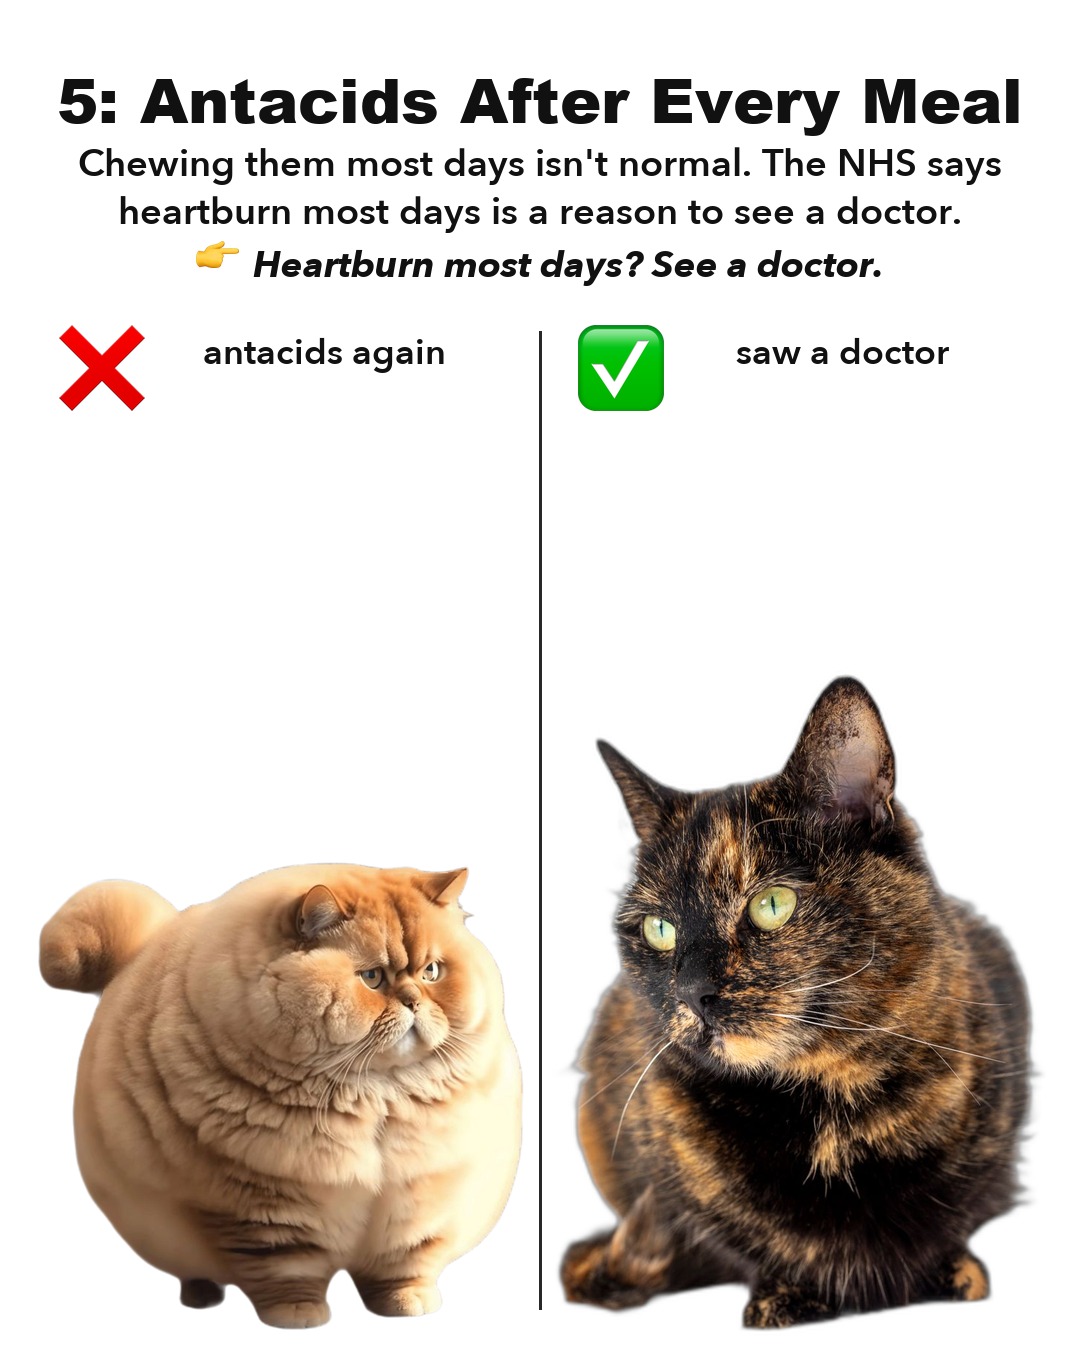 5: Antacids After Every Meal
Chewing them most days isn't normal. The NHS says
heartburn most days is a reason to see a doctor.
👉 Heartburn most days? See a doctor.
❌ antacids again
✅ saw a doctor